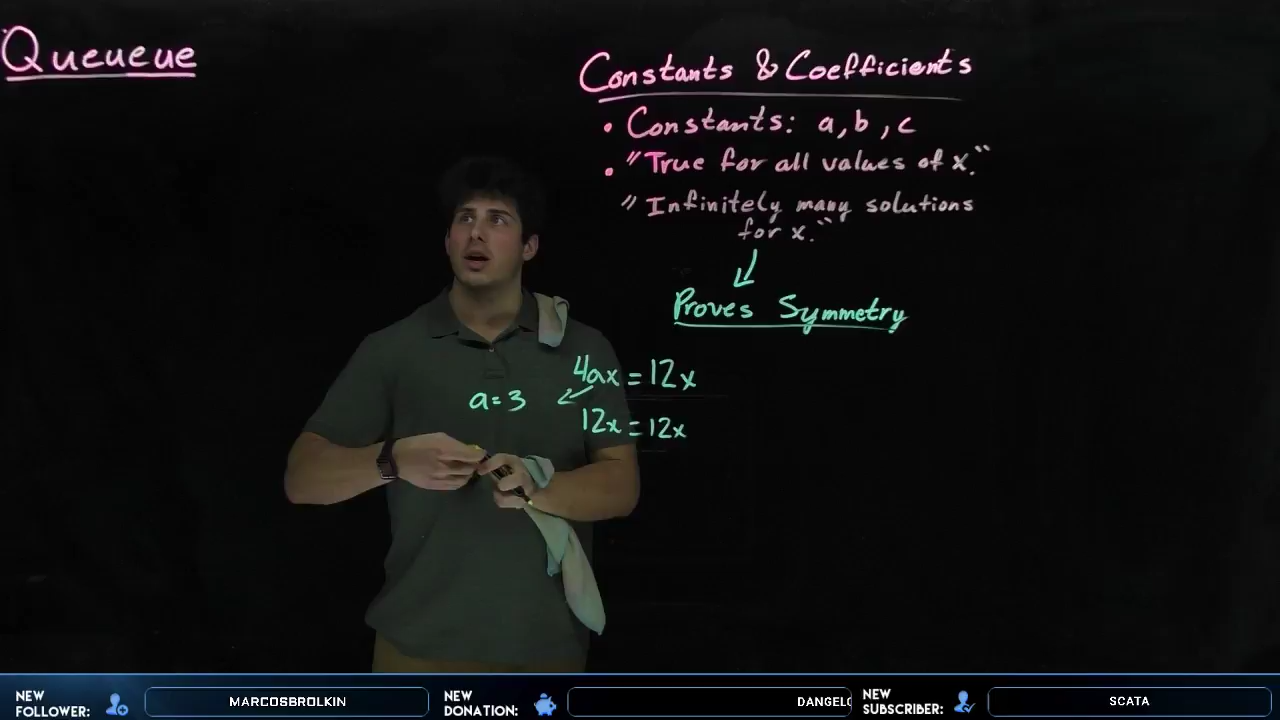 Queueue
Constants & Coefficients
• Constants: a, b, c
• "True for all values of x."
"Infinitely many solutions
for x."
Proves Symmetry
4ax = 12x
a = 3
12x = 12x
NEW
FOLLOWER:
MARCOSBROLKIN
NEW
DONATION:
DANGELO
NEW
SUBSCRIBER:
SCATA